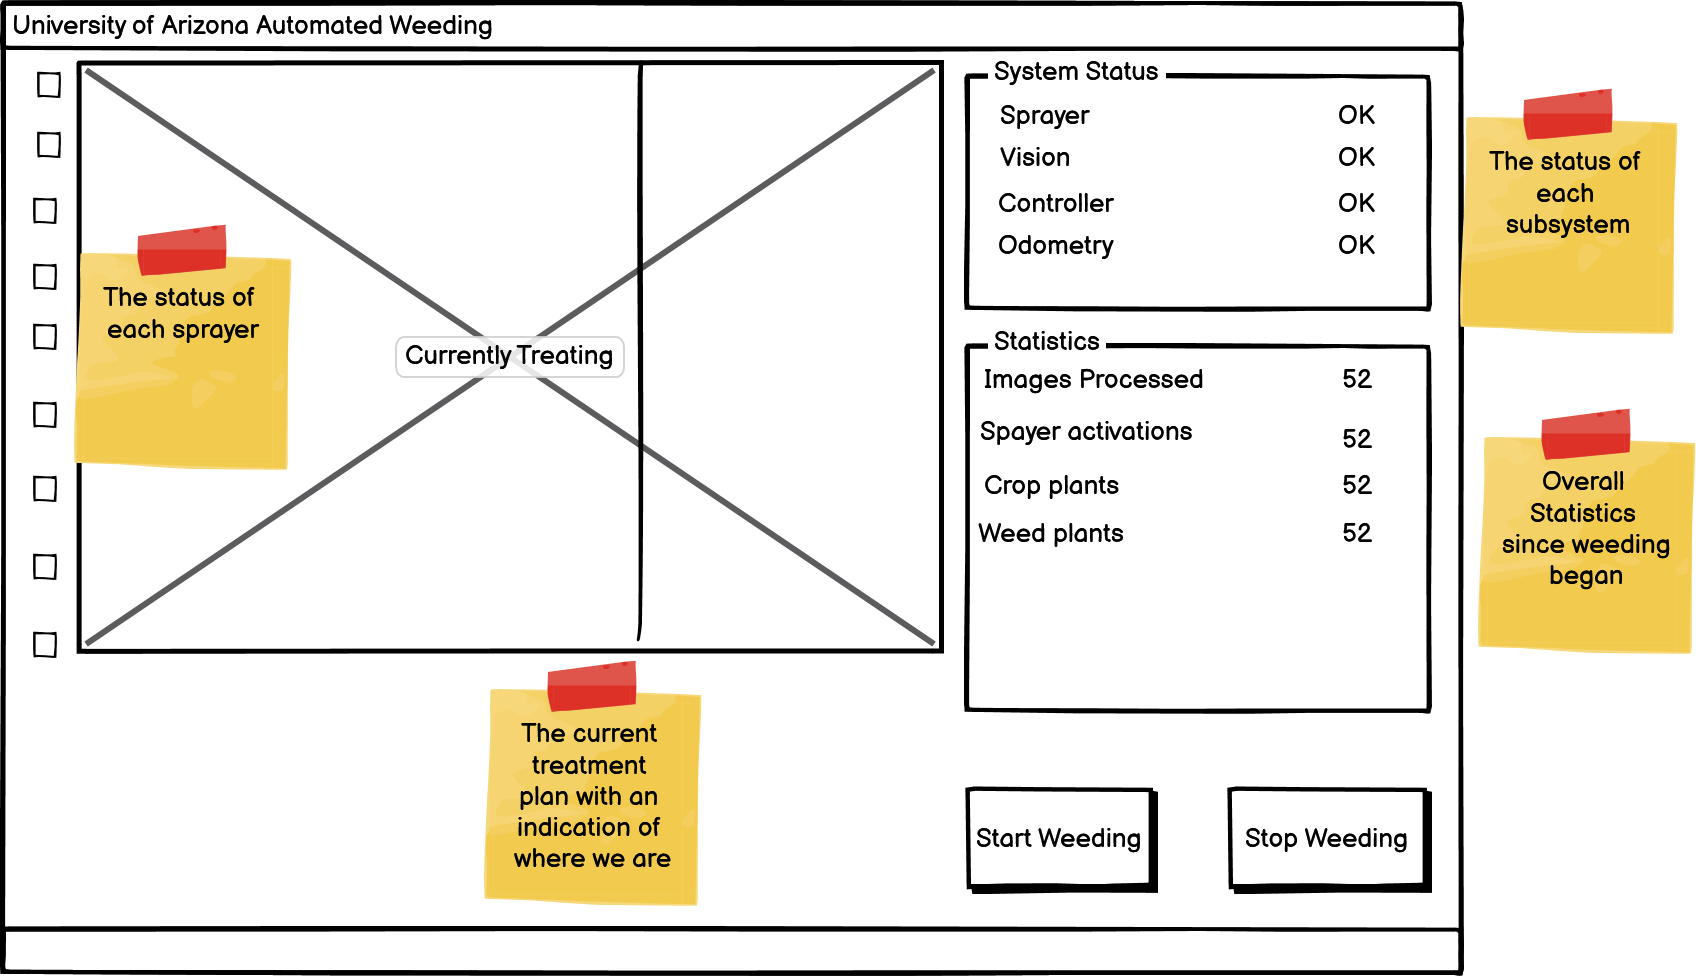 University of Arizona Automated Weeding
System Status
Sprayer OK
Vision OK
Controller OK
Odometry OK
The status of
each
subsystem
The status of
each sprayer
Currently Treating
Statistics
Images Processed 52
Spayer activations 52
Crop plants 52
Weed plants 52
Overall
Statistics
since weeding
began
The current
treatment
plan with an
indication of
where we are
Start Weeding
Stop Weeding